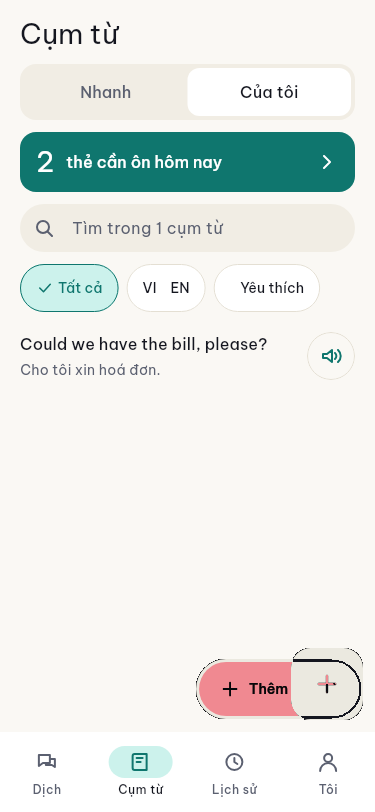 Cụm từ
Nhanh
Của tôi
2 thẻ cần ôn hôm nay
Tìm trong 1 cụm từ
Tất cả
VI EN
Yêu thích
Could we have the bill, please?
Cho tôi xin hoá đơn.
Thêm
Dịch
Cụm từ
Lịch sử
Tôi